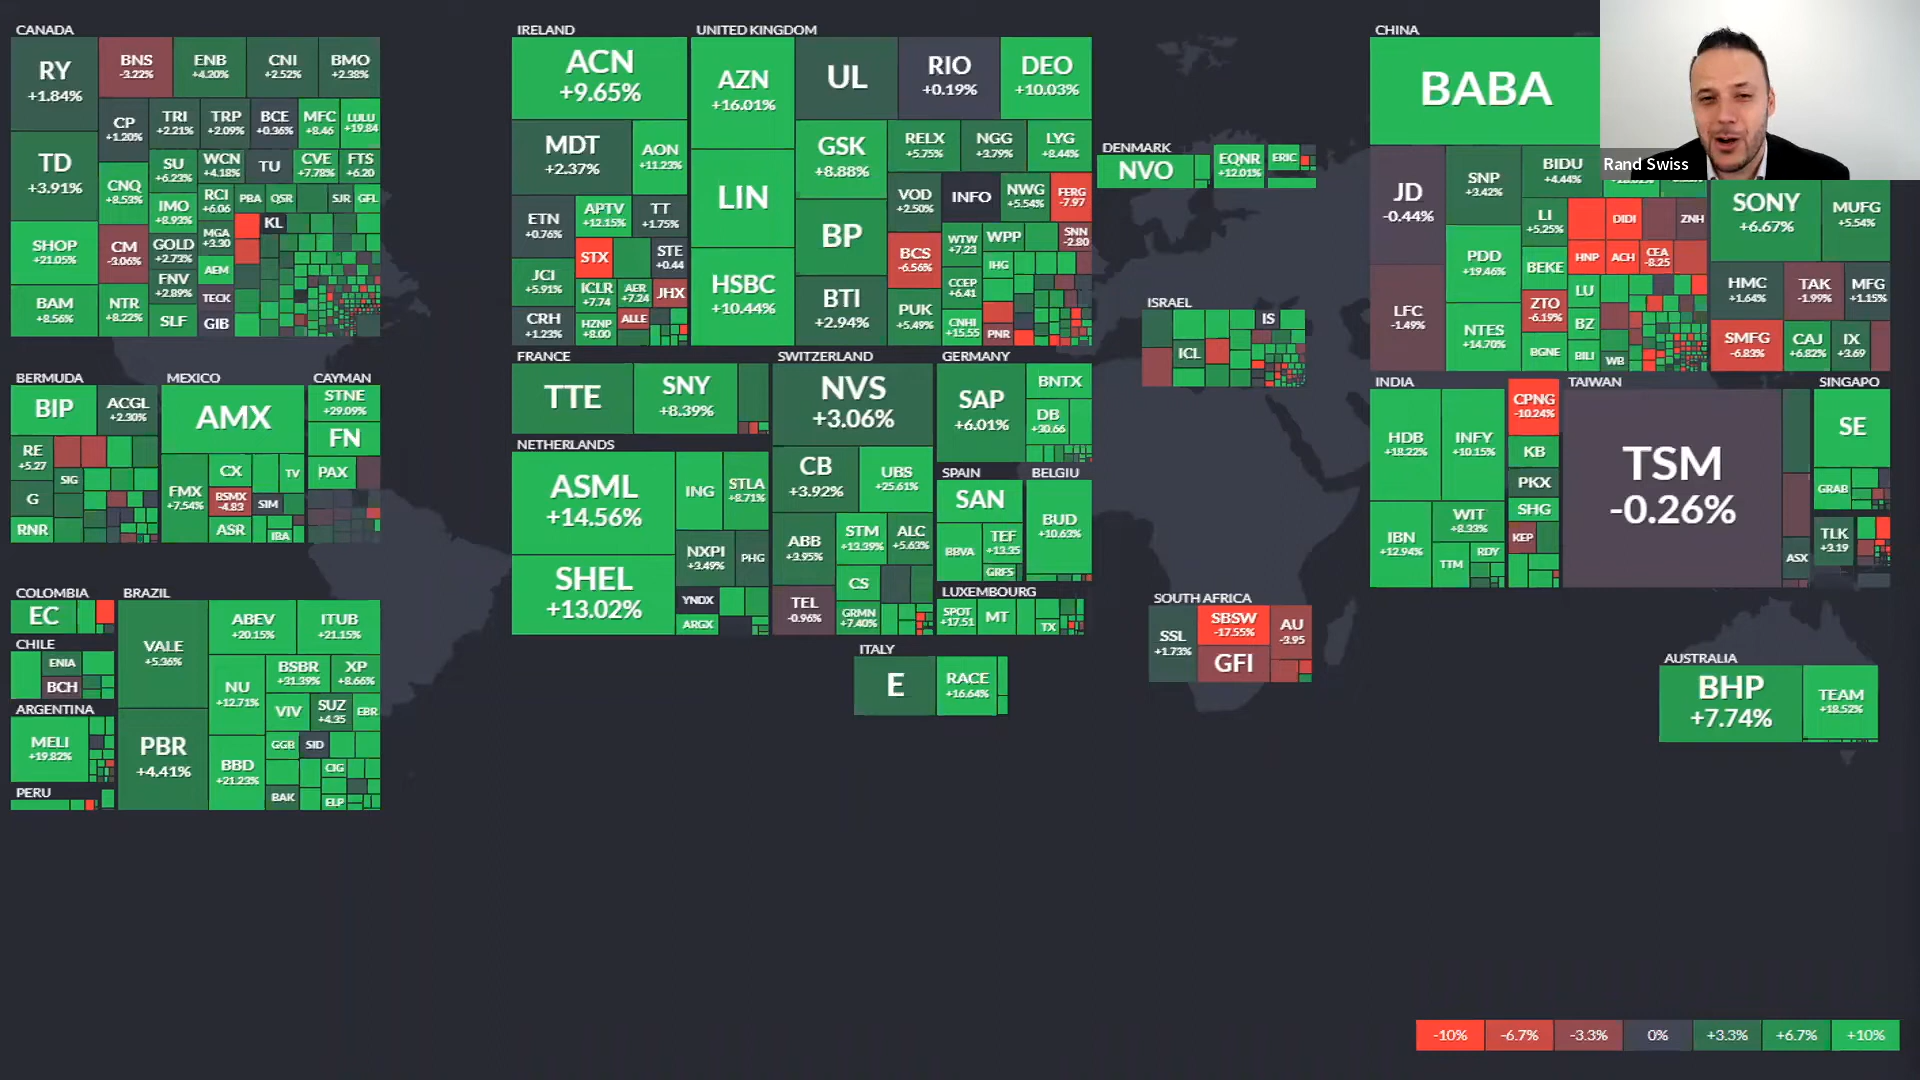 CANADA
RY
+1.84%
BNS
-3.22%
ENB
+4.20%
CNI
+2.52%
BMO
+2.38%
TD
+3.91%
CP
+1.20%
TRI
+2.21%
TRP
+2.09%
BCE
+0.36%
MFC
+8.46
LULU
+19.84
CNQ
+8.53%
SU
+6.23%
WCN
+4.18%
TU
CVE
+7.78%
FTS
+6.20
IMO
+8.93%
RCI
+6.06
PBA
QSR
SJR
GFL
SHOP
+21.05%
CM
-3.06%
GOLD
+2.73%
MGA
+3.30
KL
FNV
+2.89%
AEM
BAM
+8.56%
NTR
+8.22%
SLF
TECK
GIB
BERMUDA
BIP
ACGL
+2.30%
RE
+5.27
SIG
G
RNR
MEXICO
AMX
FMX
+7.54%
CX
TV
BSMX
-4.83
SIM
ASR
IBA
CAYMAN
STNE
+29.09%
FN
PAX
COLOMBIA
EC
CHILE
ENIA
BCH
ARGENTINA
MELI
+19.82%
PERU
BRAZIL
VALE
+5.36%
PBR
+4.41%
ABEV
+20.15%
ITUB
+21.15%
NU
+12.71%
BSBR
+31.39%
XP
+8.66%
VIV
SUZ
+4.35
EBR
BBD
+21.23%
GGB
SID
CIG
BAK
ELP
IRELAND
ACN
+9.65%
MDT
+2.37%
AON
+11.23%
ETN
+0.76%
APTV
+12.15%
TT
+1.75%
STX
STE
+0.44
JCI
+5.91%
ICLR
+7.74
AER
+7.24
JHX
CRH
+1.23%
HZNP
+8.00
ALLE
UNITED KINGDOM
AZN
+16.01%
UL
RIO
+0.19%
DEO
+10.03%
LIN
GSK
+8.88%
RELX
+5.75%
NGG
+3.79%
LYG
+8.44%
VOD
+2.50%
INFO
NWG
+5.54%
FERG
-7.97
BP
BCS
-6.56%
WTW
+7.23
WPP
SNN
-2.80
IHG
HSBC
+10.44%
BTI
+2.94%
PUK
+5.49%
CCEP
+6.41
CNHI
+15.55
PNR
FRANCE
TTE
SNY
+8.39%
NETHERLANDS
ASML
+14.56%
ING
STLA
+8.71%
SHEL
+13.02%
NXPI
+3.49%
PHG
YNDX
ARGX
SWITZERLAND
NVS
+3.06%
CB
+3.92%
UBS
+25.61%
ABB
+3.95%
STM
+13.39%
ALC
+5.63%
CS
TEL
-0.96%
GRMN
+7.40%
GERMANY
SAP
+6.01%
BNTX
DB
+30.66
SPAIN
SAN
BBVA
TEF
+13.35
GRFS
BELGIU
BUD
+10.63%
LUXEMBOURG
SPOT
+17.51
MT
TX
ITALY
E
RACE
+16.64%
DENMARK
NVO
EQNR
+12.01%
ERIC
ISRAEL
IS
ICL
SOUTH AFRICA
SSL
+1.73%
SBSW
-17.55%
AU
-3.95
GFI
CHINA
BABA
JD
-0.44%
SNP
+3.42%
BIDU
+4.44%
LI
+5.25%
DIDI
ZNH
PDD
+19.46%
BEKE
HNP
ACH
CEA
-8.25
LFC
-1.49%
ZTO
-6.19%
LU
NTES
+14.70%
BZ
BGNE
BILI
WB
Rand Swiss
SONY
+6.67%
MUFG
+5.54%
HMC
+1.64%
TAK
-1.99%
MFG
+1.15%
SMFG
-6.83%
CAJ
+6.82%
IX
+3.69
INDIA
HDB
+18.22%
INFY
+10.15%
IBN
+12.94%
WIT
+8.33%
TTM
RDY
CPNG
-10.24%
KB
PKX
SHG
KEP
TAIWAN
TSM
-0.26%
ASX
SINGAPO
SE
GRAB
TLK
+3.19
AUSTRALIA
BHP
+7.74%
TEAM
+18.52%
-10%
-6.7%
-3.3%
0%
+3.3%
+6.7%
+10%